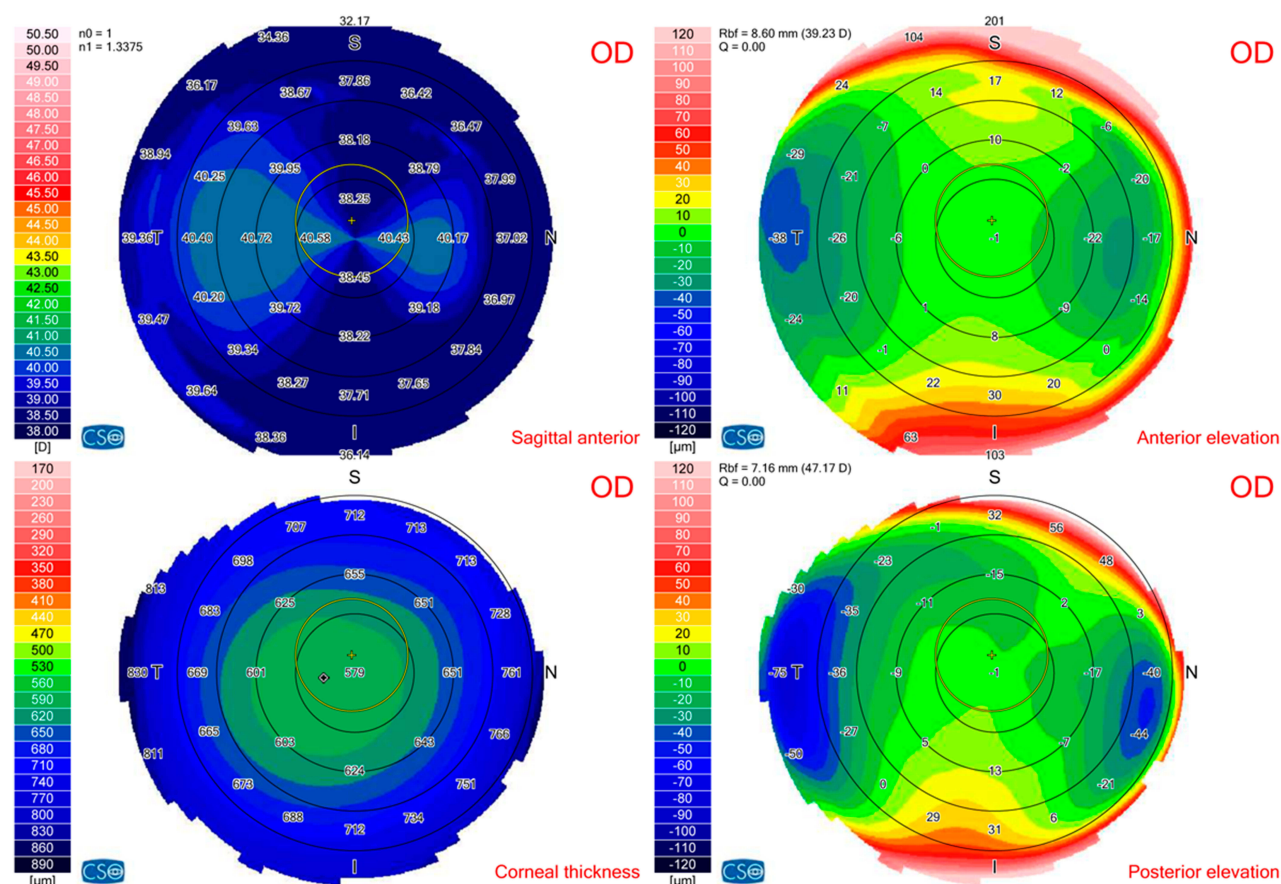 50.50
50.00
49.50
49.00
48.50
48.00
47.50
47.00
46.50
46.00
45.50
45.00
44.50
44.00
43.50
43.00
42.50
42.00
41.50
41.00
40.50
40.00
39.50
39.00
38.50
38.00
[D]
n0 = 1
n1 = 1.3375
32.17
S
OD
34.36
36.17 38.67 37.86 36.42
39.63 36.47
38.94 39.95 38.18 38.79 37.99
40.25
38.25
39.36 T 40.40 40.72 40.58 40.43 40.17 37.02 N
38.45
40.20 39.72 39.18 36.97
39.47 38.22
39.34 37.84
39.64 38.27 37.71 37.65
I
38.36
36.14
CSO
Sagittal anterior
120
110
100
90
80
70
60
50
40
30
20
10
0
-10
-20
-30
-40
-50
-60
-70
-80
-90
-100
-110
-120
[µm]
Rbf = 8.60 mm (39.23 D)
Q = 0.00
201
S
OD
104
24 14 17 12
-7 -6
-29 0 10 -2 -20
-21
-38 T -26 -6 -1 -22 -17 N
-20 1 -9 -14
-24 8
-1 0
11 22 30 20
I
63
103
CSO
Anterior elevation
170
200
230
260
290
320
350
380
410
440
470
500
530
560
590
620
650
680
710
740
770
800
830
860
890
[µm]
S
OD
707 712 713
698 713
813 683 625 655 651 728
830 T 669 601 579 651 761 N
665 603 643 766
811 624
673 751
688 712 734
I
CSO
Corneal thickness
120
110
100
90
80
70
60
50
40
30
20
10
0
-10
-20
-30
-40
-50
-60
-70
-80
-90
-100
-110
-120
[µm]
Rbf = 7.16 mm (47.17 D)
Q = 0.00
S
OD
-1 32 56
-23 48
-30 -35 -11 -15 2 3
-75 T -36 -9 -1 -17 -40 N
-27 5 -7 -44
-50 13
0 -21
29 31 6
I
CSO
Posterior elevation